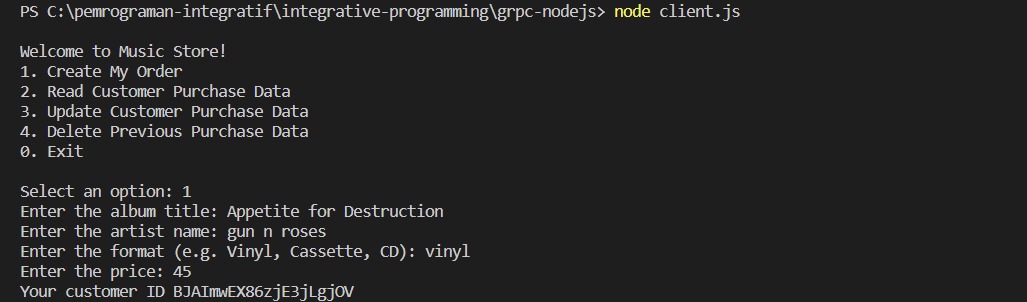 PS C:\pemrograman-integratif\integrative-programming\grpc-nodejs> node client.js
Welcome to Music Store!
1. Create My Order
2. Read Customer Purchase Data
3. Update Customer Purchase Data
4. Delete Previous Purchase Data
0. Exit
Select an option: 1
Enter the album title: Appetite for Destruction
Enter the artist name: gun n roses
Enter the format (e.g. Vinyl, Cassette, CD): vinyl
Enter the price: 45
Your customer ID BJAImwEX86zjE3jLgjOV